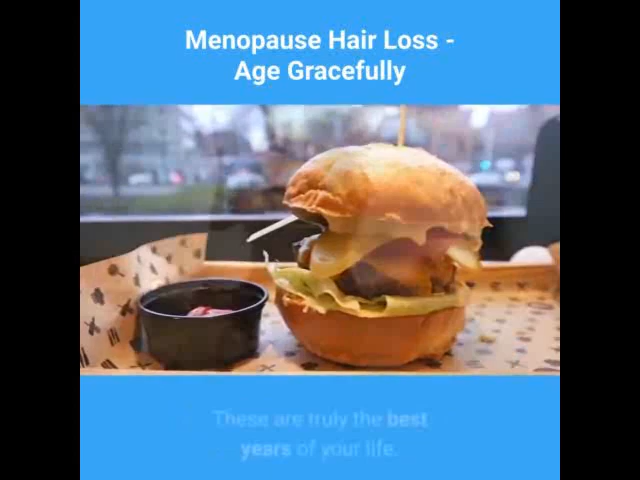 Menopause Hair Loss -
Age Gracefully
These are truly the best
years of your life.